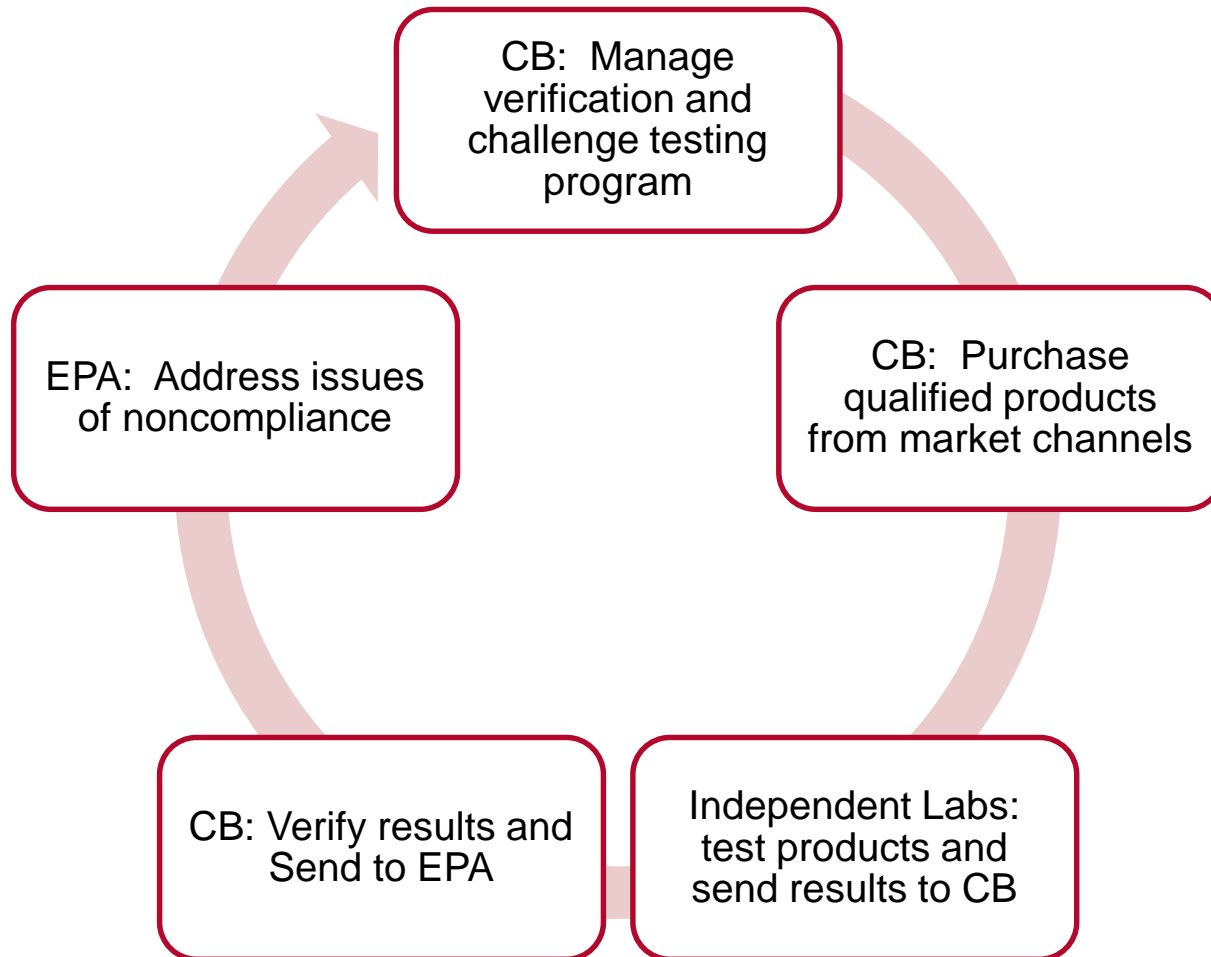 CB:  Manage
verification and
challenge testing
program
CB:  Purchase
qualified products
from market channels
Independent Labs:
test products and
send results to CB
CB: Verify results and
Send to EPA
EPA:  Address issues
of noncompliance